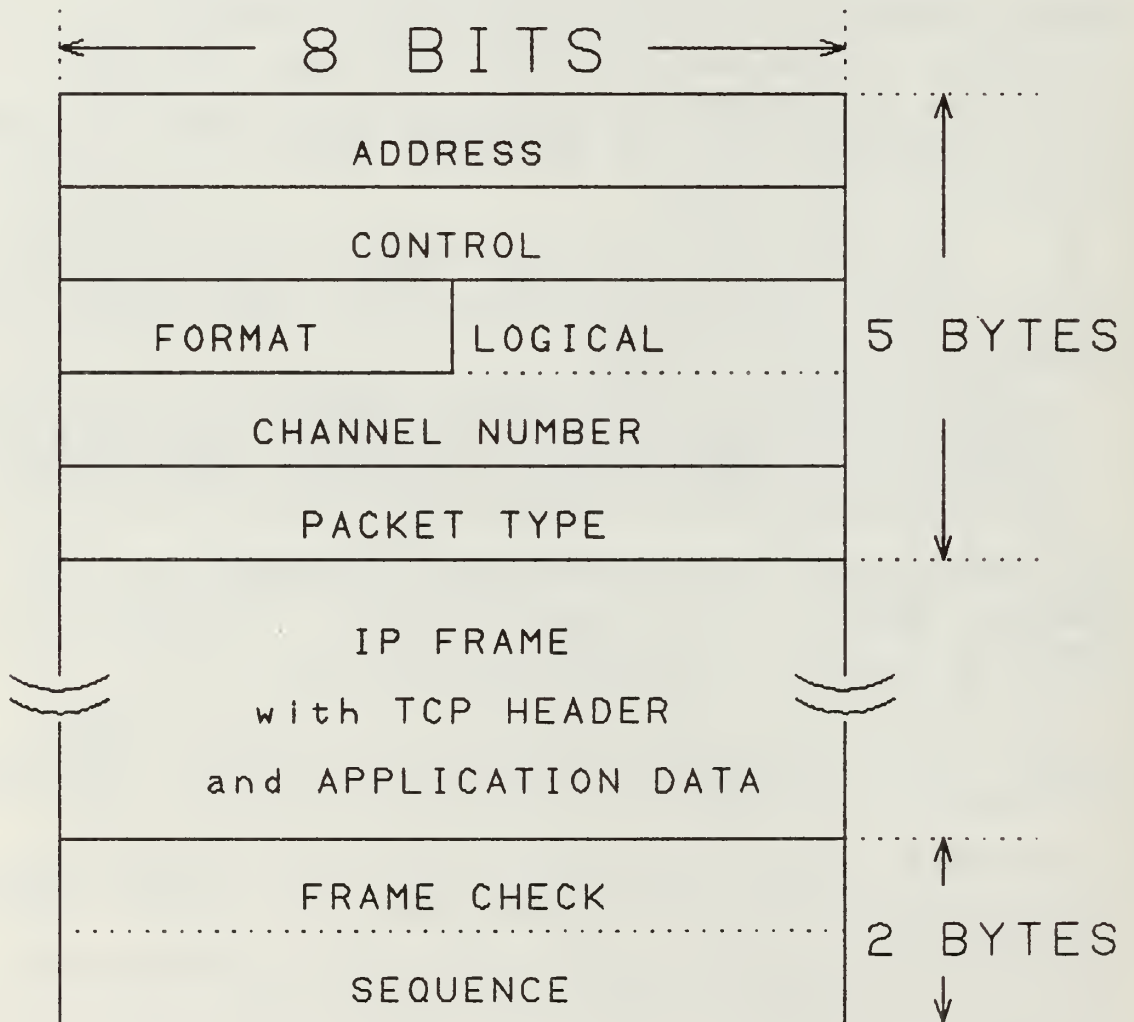 8 BITS
ADDRESS
CONTROL
FORMAT LOGICAL
5 BYTES
CHANNEL NUMBER
PACKET TYPE
IP FRAME
with TCP HEADER
and APPLICATION DATA
FRAME CHECK
2 BYTES
SEQUENCE